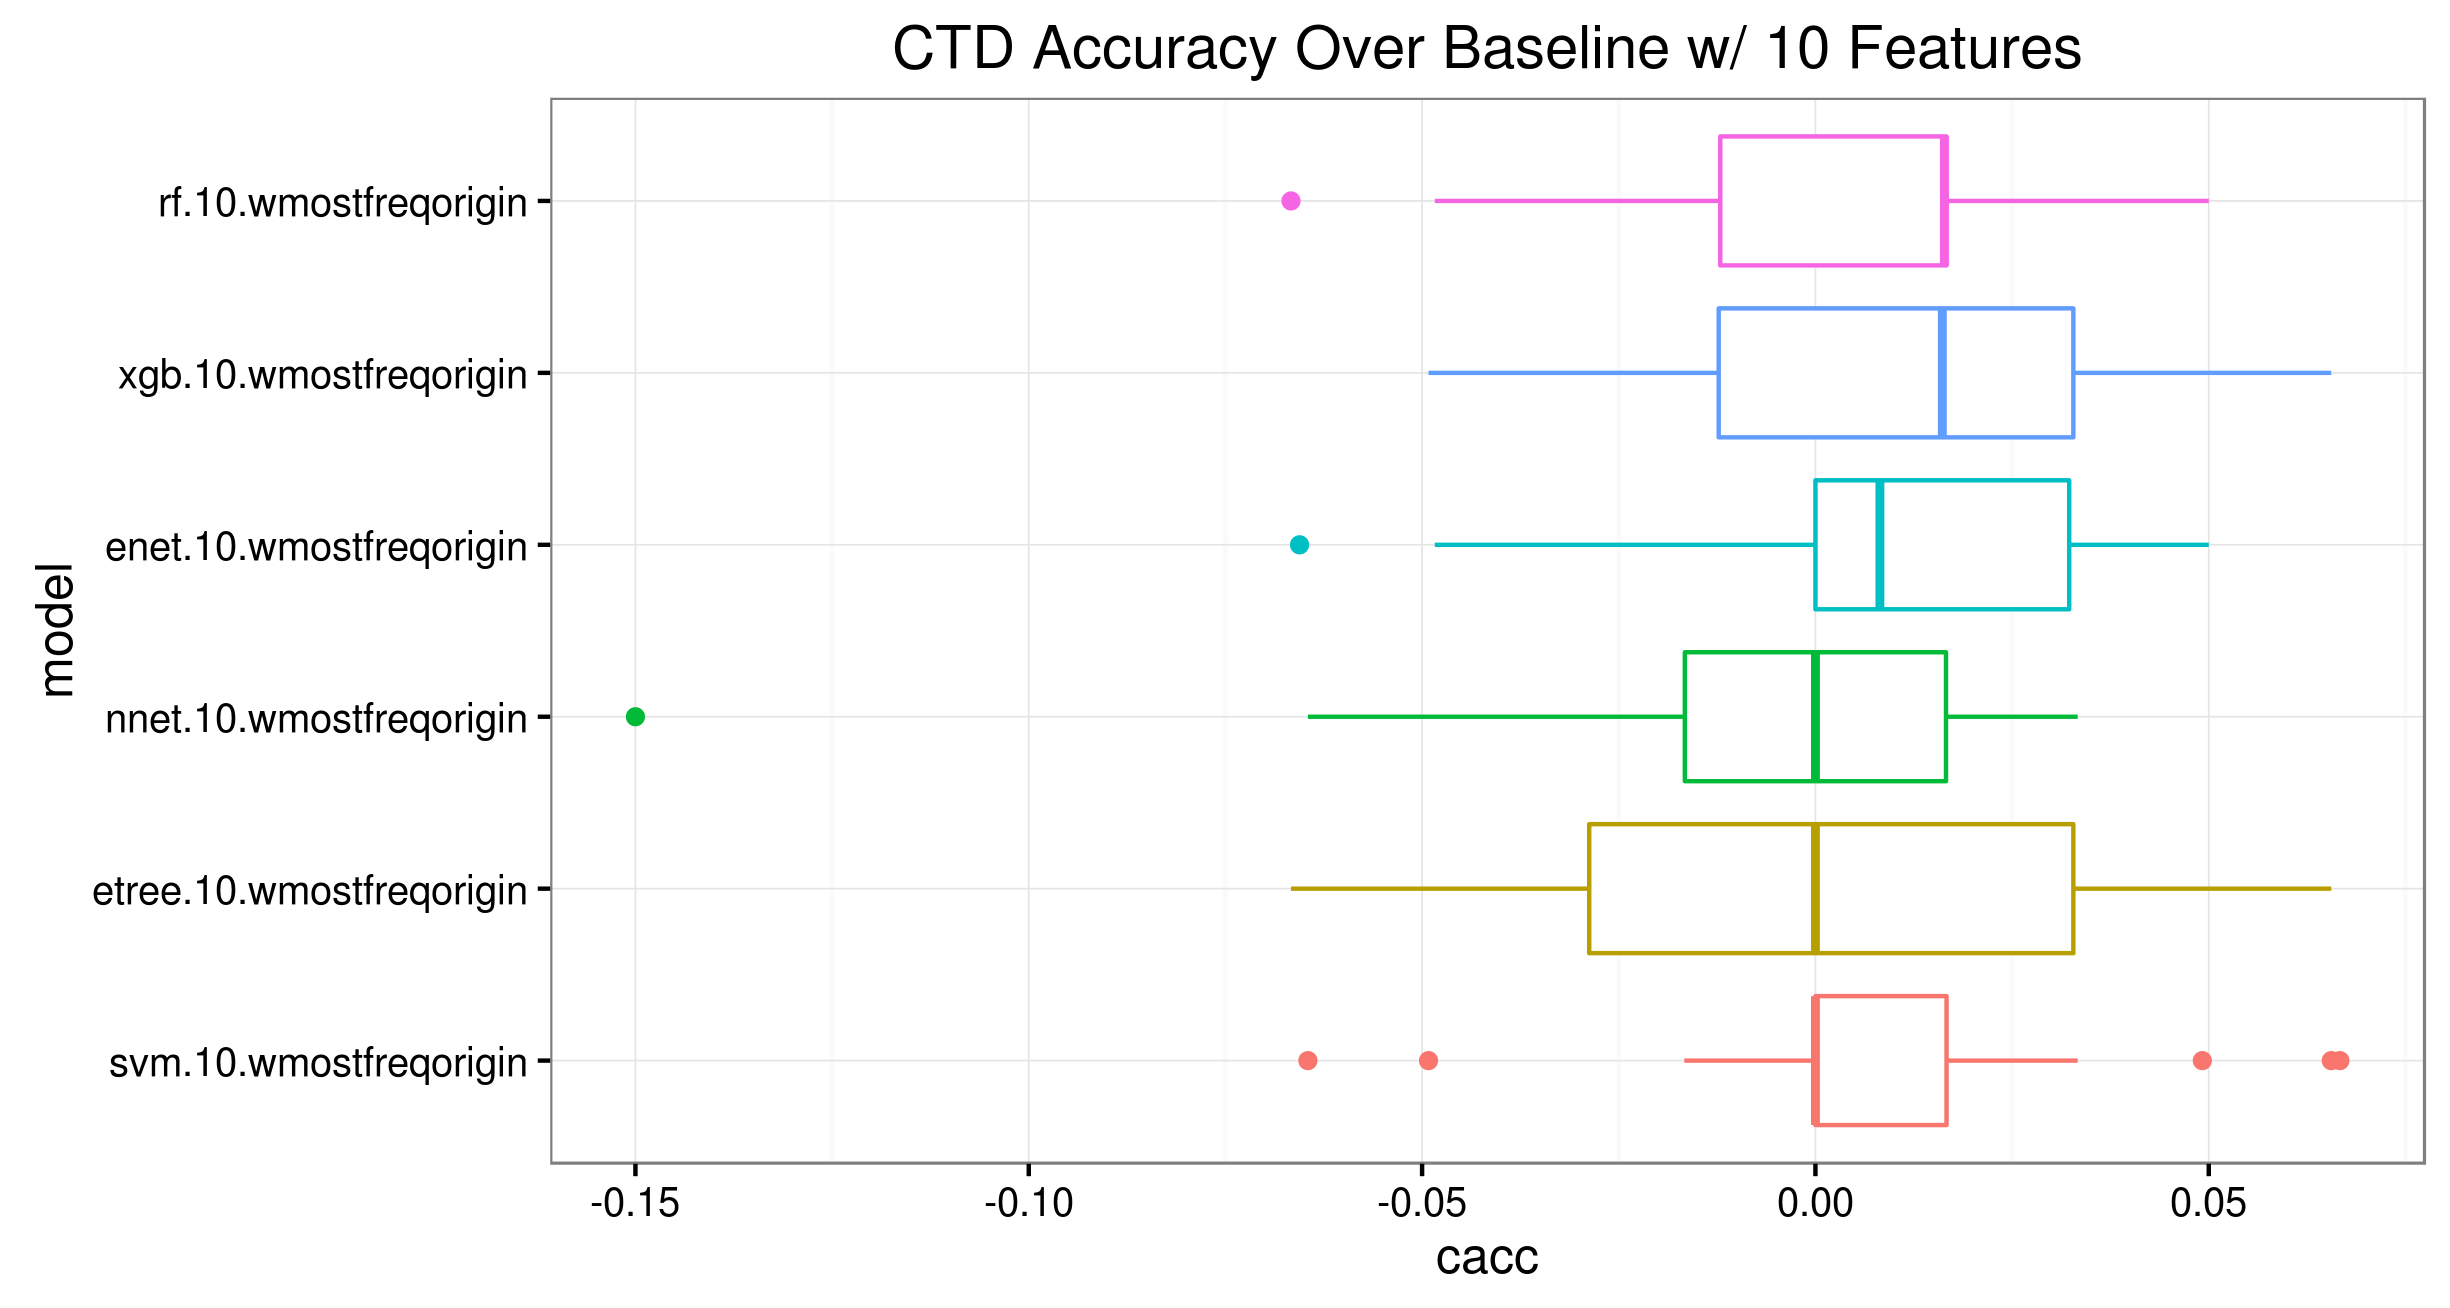 CTD Accuracy Over Baseline w/ 10 Features
rf.10.wmostfreqorigin
xgb.10.wmostfreqorigin
enet.10.wmostfreqorigin
nnet.10.wmostfreqorigin
etree.10.wmostfreqorigin
svm.10.wmostfreqorigin
model
-0.15 -0.10 -0.05 0.00 0.05
cacc